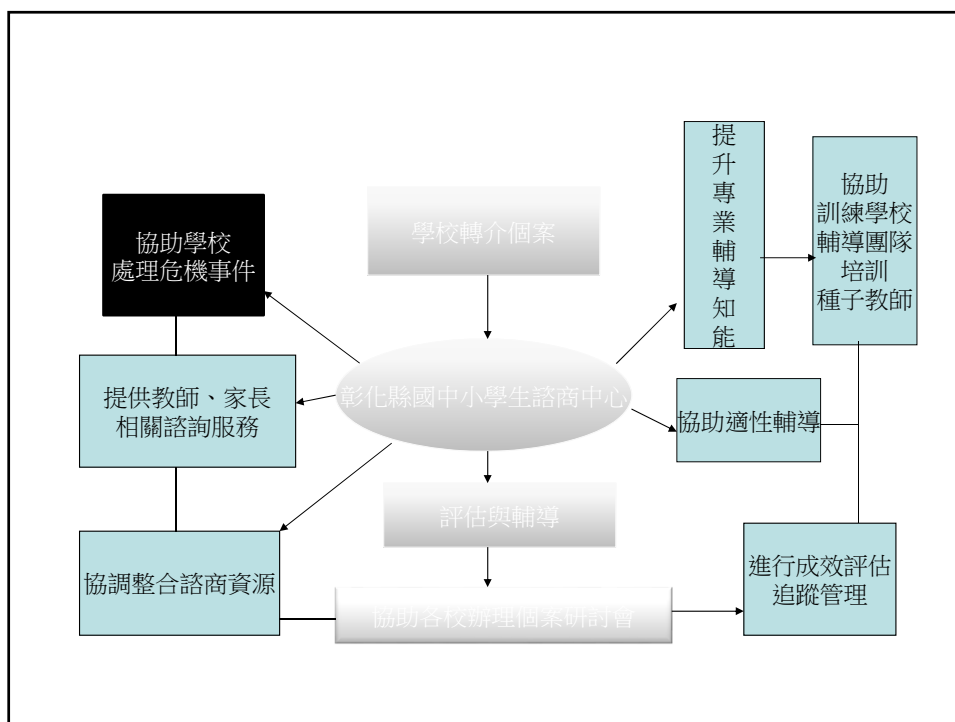 提升專業輔導知能
協助
訓練學校
輔導團隊
培訓
種子教師
協助學校
處理危機事件
學校轉介個案
提供教師、家長
相關諮詢服務
彰化縣國中小學生諮商中心
協助適性輔導
評估與輔導
協調整合諮商資源
進行成效評估
追蹤管理
協助各校辦理個案研討會